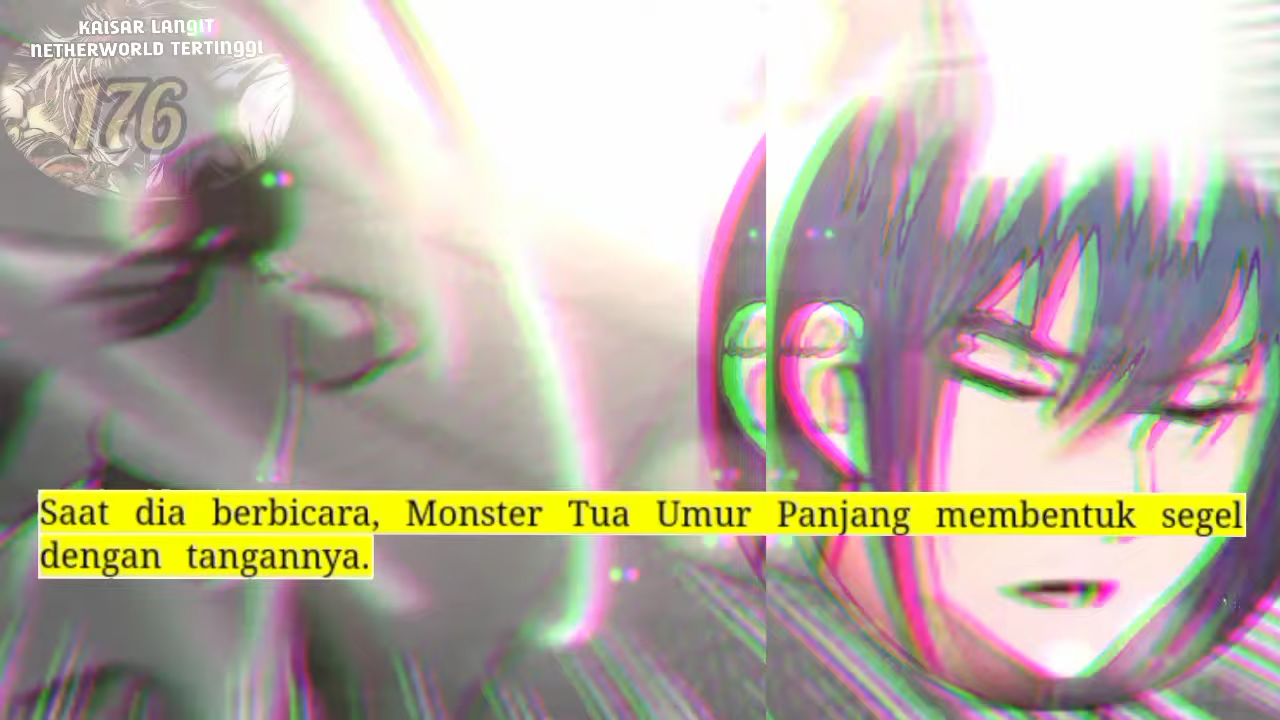 KAISAR LANGIT
NETHERWORLD TERTINGGI
176
Saat dia berbicara, Monster Tua Umur Panjang membentuk segel
dengan tangannya.